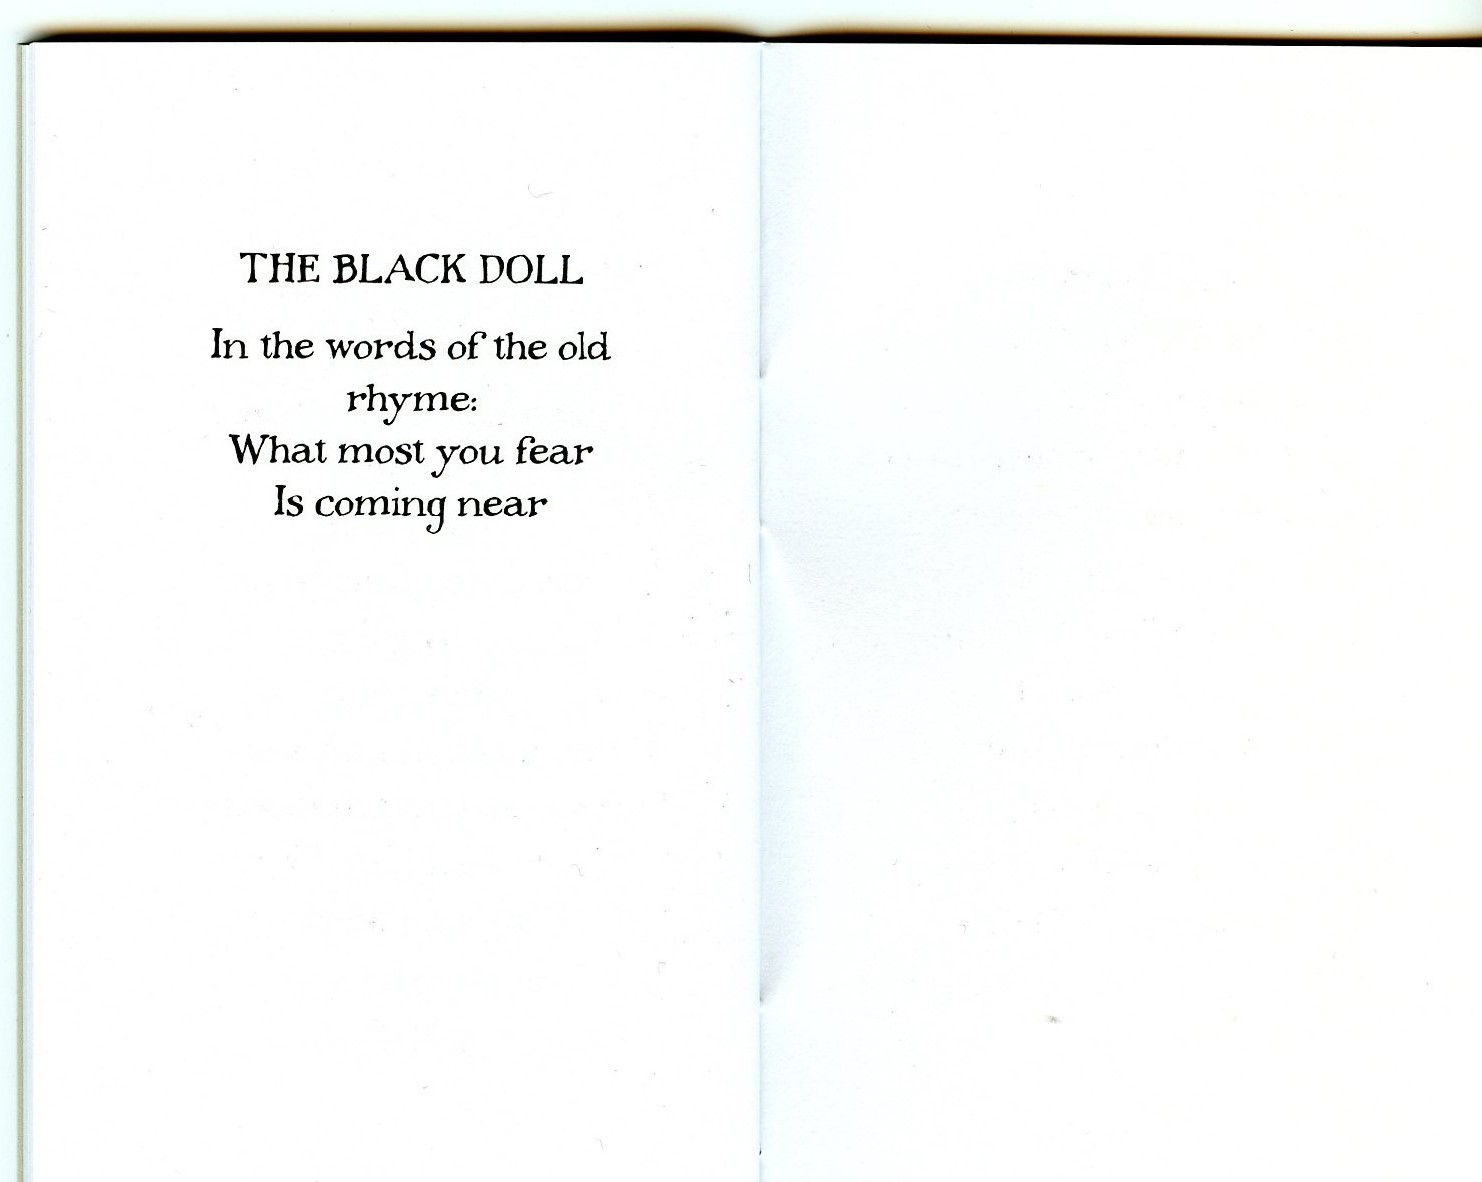 THE BLACK DOLL
In the words of the old
rhyme:
What most you fear
Is coming near